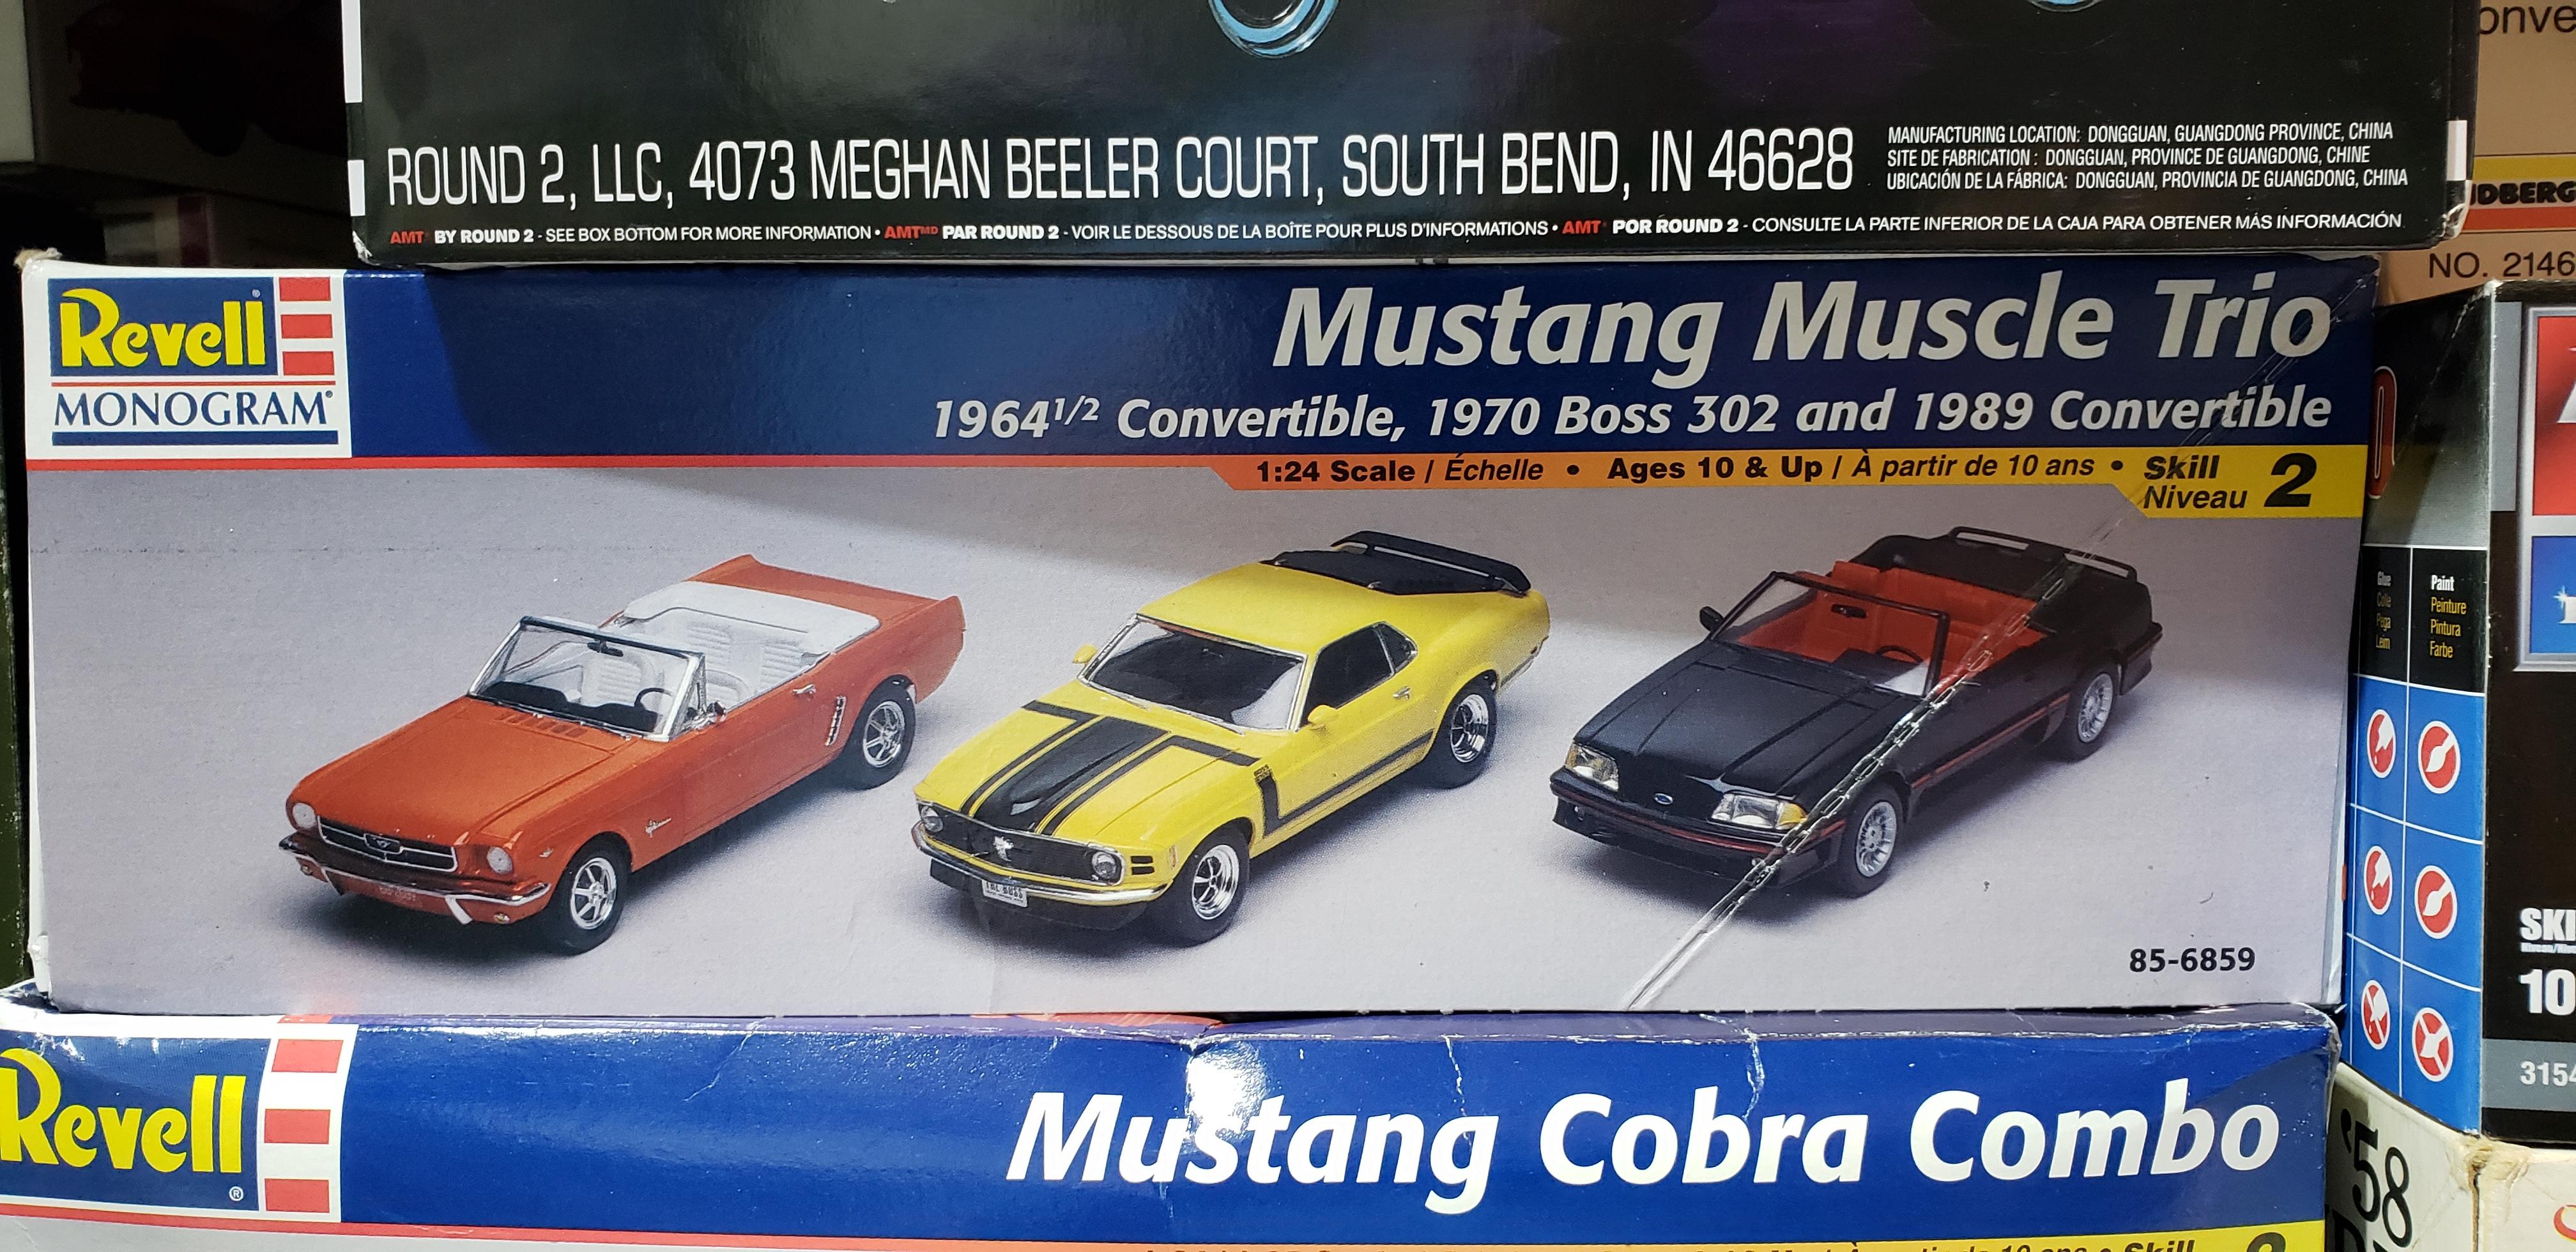 ROUND 2, LLC, 4073 MEGHAN BEELER COURT, SOUTH BEND, IN 46628
MANUFACTURING LOCATION: DONGGUAN, GUANGDONG PROVINCE, CHINA
SITE DE FABRICATION : DONGGUAN, PROVINCE DE GUANGDONG, CHINE
UBICACIÓN DE LA FÁBRICA: DONGGUAN, PROVINCIA DE GUANGDONG, CHINA
AMT BY ROUND 2 - SEE BOX BOTTOM FOR MORE INFORMATION • AMT MD PAR ROUND 2 - VOIR LE DESSOUS DE LA BOÎTE POUR PLUS D'INFORMATIONS • AMT POR ROUND 2 - CONSULTE LA PARTE INFERIOR DE LA CAJA PARA OBTENER MÁS INFORMACIÓN
NO. 2146
Revell®
MONOGRAM®
Mustang Muscle Trio
1964 1/2 Convertible, 1970 Boss 302 and 1989 Convertible
1:24 Scale / Échelle • Ages 10 & Up / À partir de 10 ans • Skill 2
Niveau
85-6859
Glue
Paint
Peinture
Pintura
Farbe
10
3154
Revell®
Mustang Cobra Combo
'58